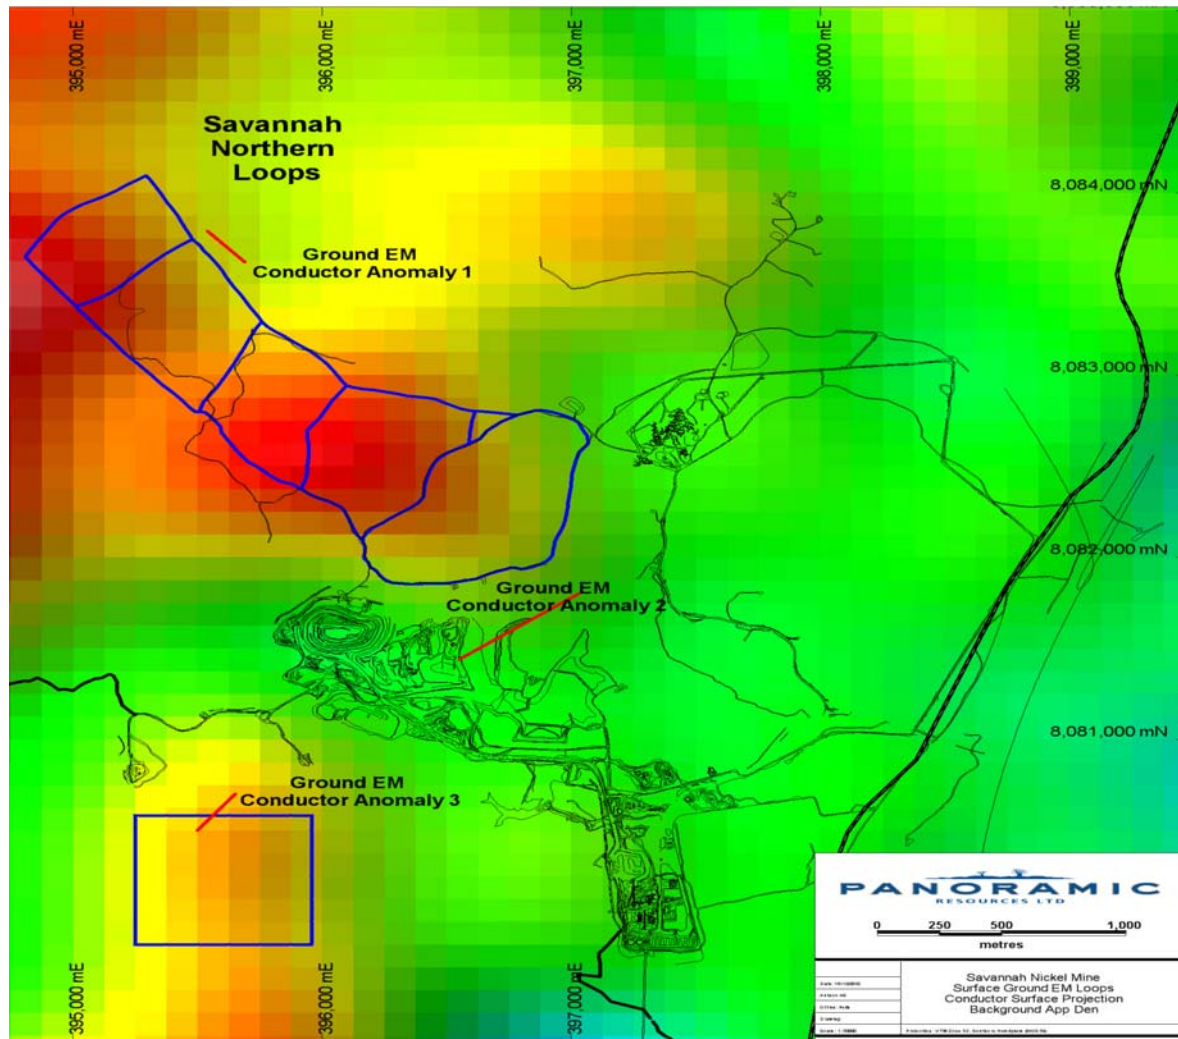 395,000 mE
396,000 mE
397,000 mE
398,000 mE
399,000 mE
Savannah
Northern
Loops
8,084,000 mN
Ground EM
Conductor Anomaly 1
8,083,000 mN
8,082,000 mN
Ground EM
Conductor Anomaly 2
8,081,000 mN
Ground EM
Conductor Anomaly 3
PANORAMIC
RESOURCES LTD
0 250 500 1,000
metres
395,000 mE
396,000 mE
397,000 mE
Savannah Nickel Mine
Surface Ground EM Loops
Conductor Surface Projection
Background App Den